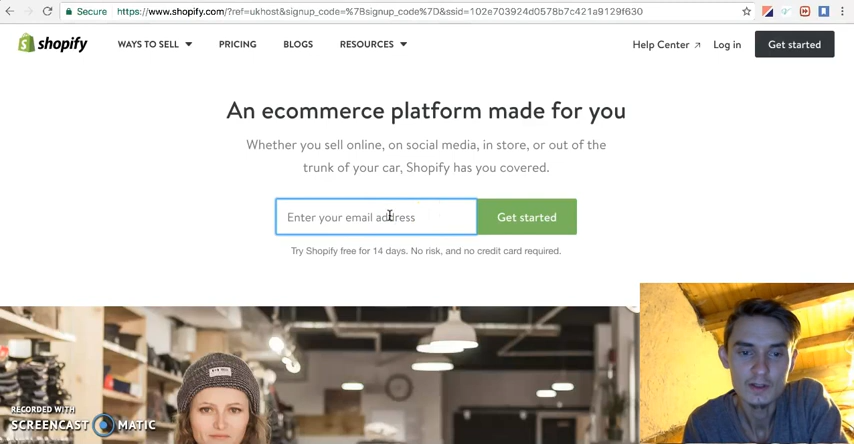 Secure https://www.shopify.com/?ref=ukhost&signup_code=%7Bsignup_code%7D&ssid=102e703924d0578b7c421a9129f630
shopify WAYS TO SELL PRICING BLOGS RESOURCES Help Center Log in Get started
An ecommerce platform made for you
Whether you sell online, on social media, in store, or out of the
trunk of your car, Shopify has you covered.
Enter your email address Get started
Try Shopify free for 14 days. No risk, and no credit card required.
RECORDED WITH
SCREENCAST MATIC